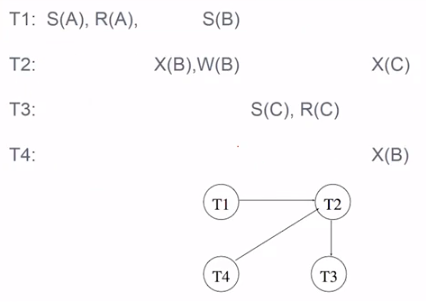 T1: S(A), R(A), S(B)
T2: X(B),W(B) X(C)
T3: S(C), R(C)
T4: X(B)
T1 T2
T4 T3